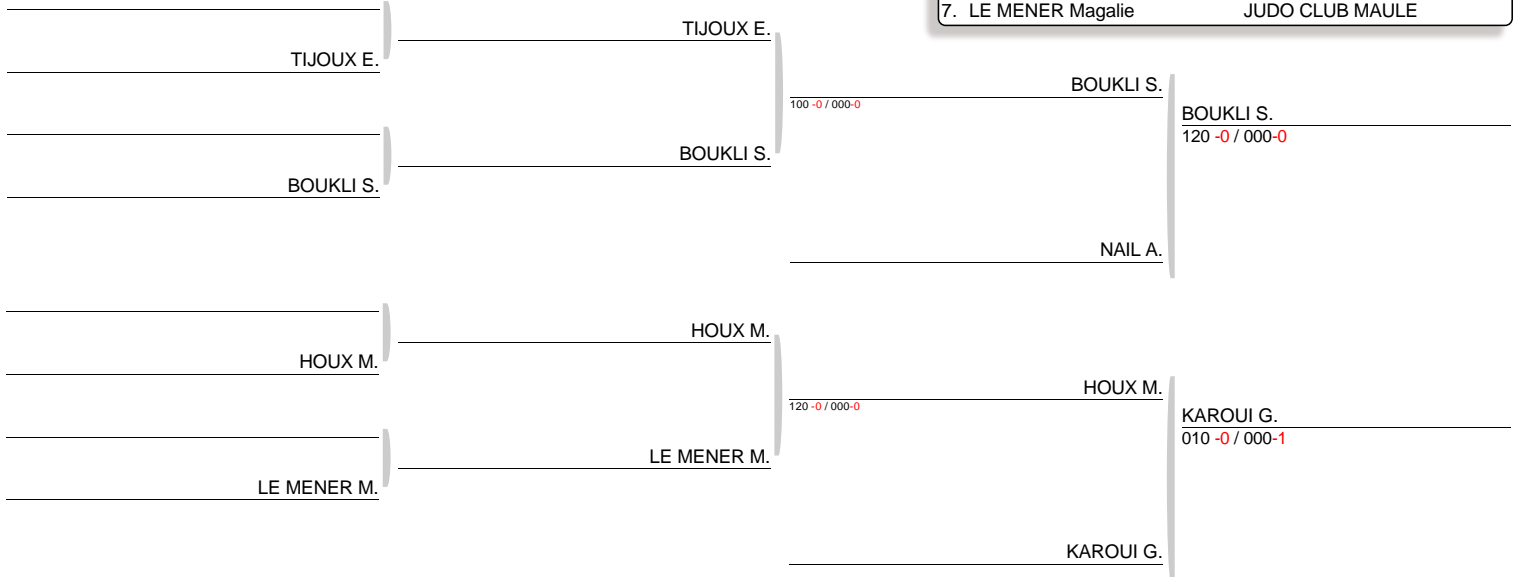 7. LE MENER Magalie JUDO CLUB MAULE
TIJOUX E.
TIJOUX E.
BOUKLI S.
100 -0 / 000-0
BOUKLI S.
120 -0 / 000-0
BOUKLI S.
BOUKLI S.
NAIL A.
HOUX M.
HOUX M.
HOUX M.
120 -0 / 000-0
KAROUI G.
010 -0 / 000-1
LE MENER M.
LE MENER M.
KAROUI G.